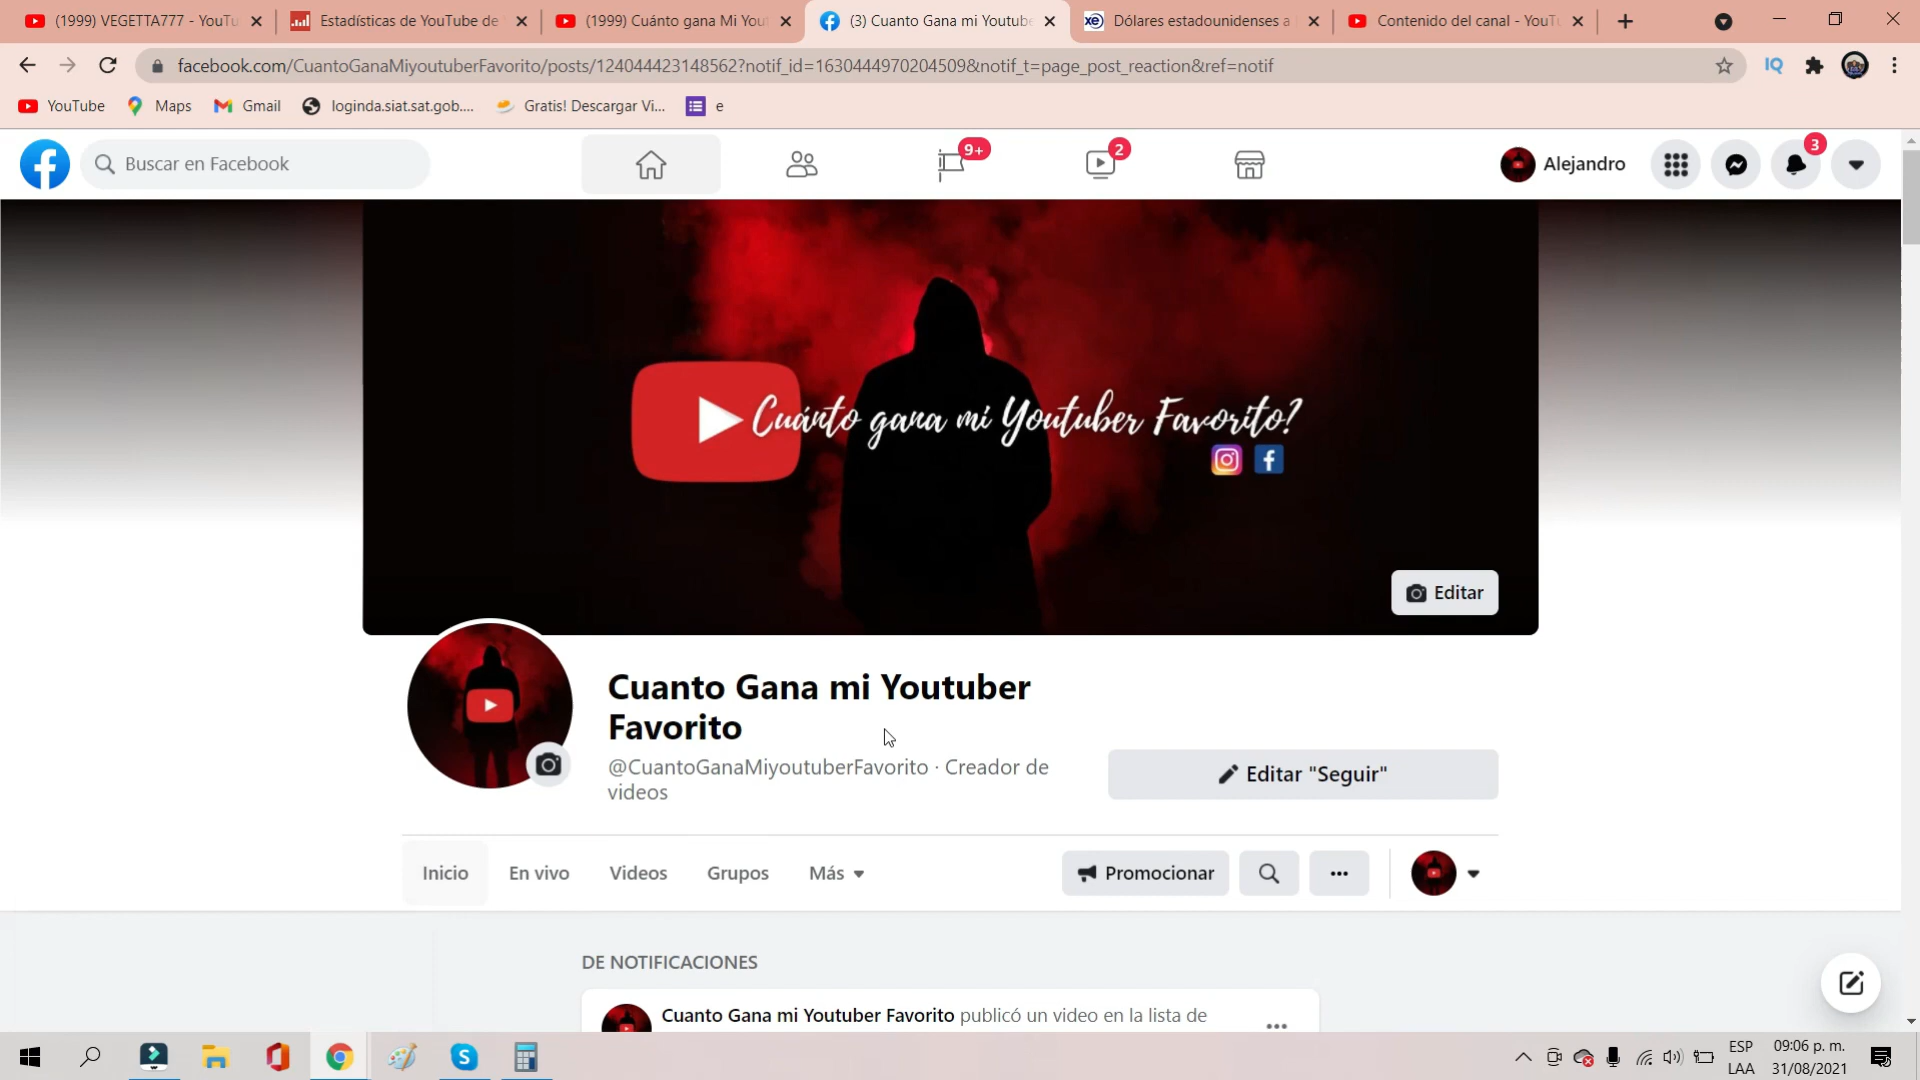 (1999) VEGETTA777 - YouTu
Estadísticas de YouTube de
(1999) Cuánto gana Mi You
(3) Cuanto Gana mi Youtube
Dólares estadounidenses a
Contenido del canal - YouTu
facebook.com/CuantoGanaMiyoutuberFavorito/posts/124044423148562?notif_id=1630444970204509&notif_t=page_post_reaction&ref=notif
IQ
YouTube
Maps
Gmail
loginda.siat.sat.gob....
Gratis! Descargar Vi...
e
Buscar en Facebook
9+
2
Alejandro
3
Cuánto gana mi Youtuber Favorito?
Editar
Cuanto Gana mi Youtuber
Favorito
@CuantoGanaMiyoutuberFavorito · Creador de
videos
Editar "Seguir"
Inicio
En vivo
Videos
Grupos
Más
Promocionar
DE NOTIFICACIONES
Cuanto Gana mi Youtuber Favorito publicó un video en la lista de
ESP
LAA
09:06 p. m.
31/08/2021